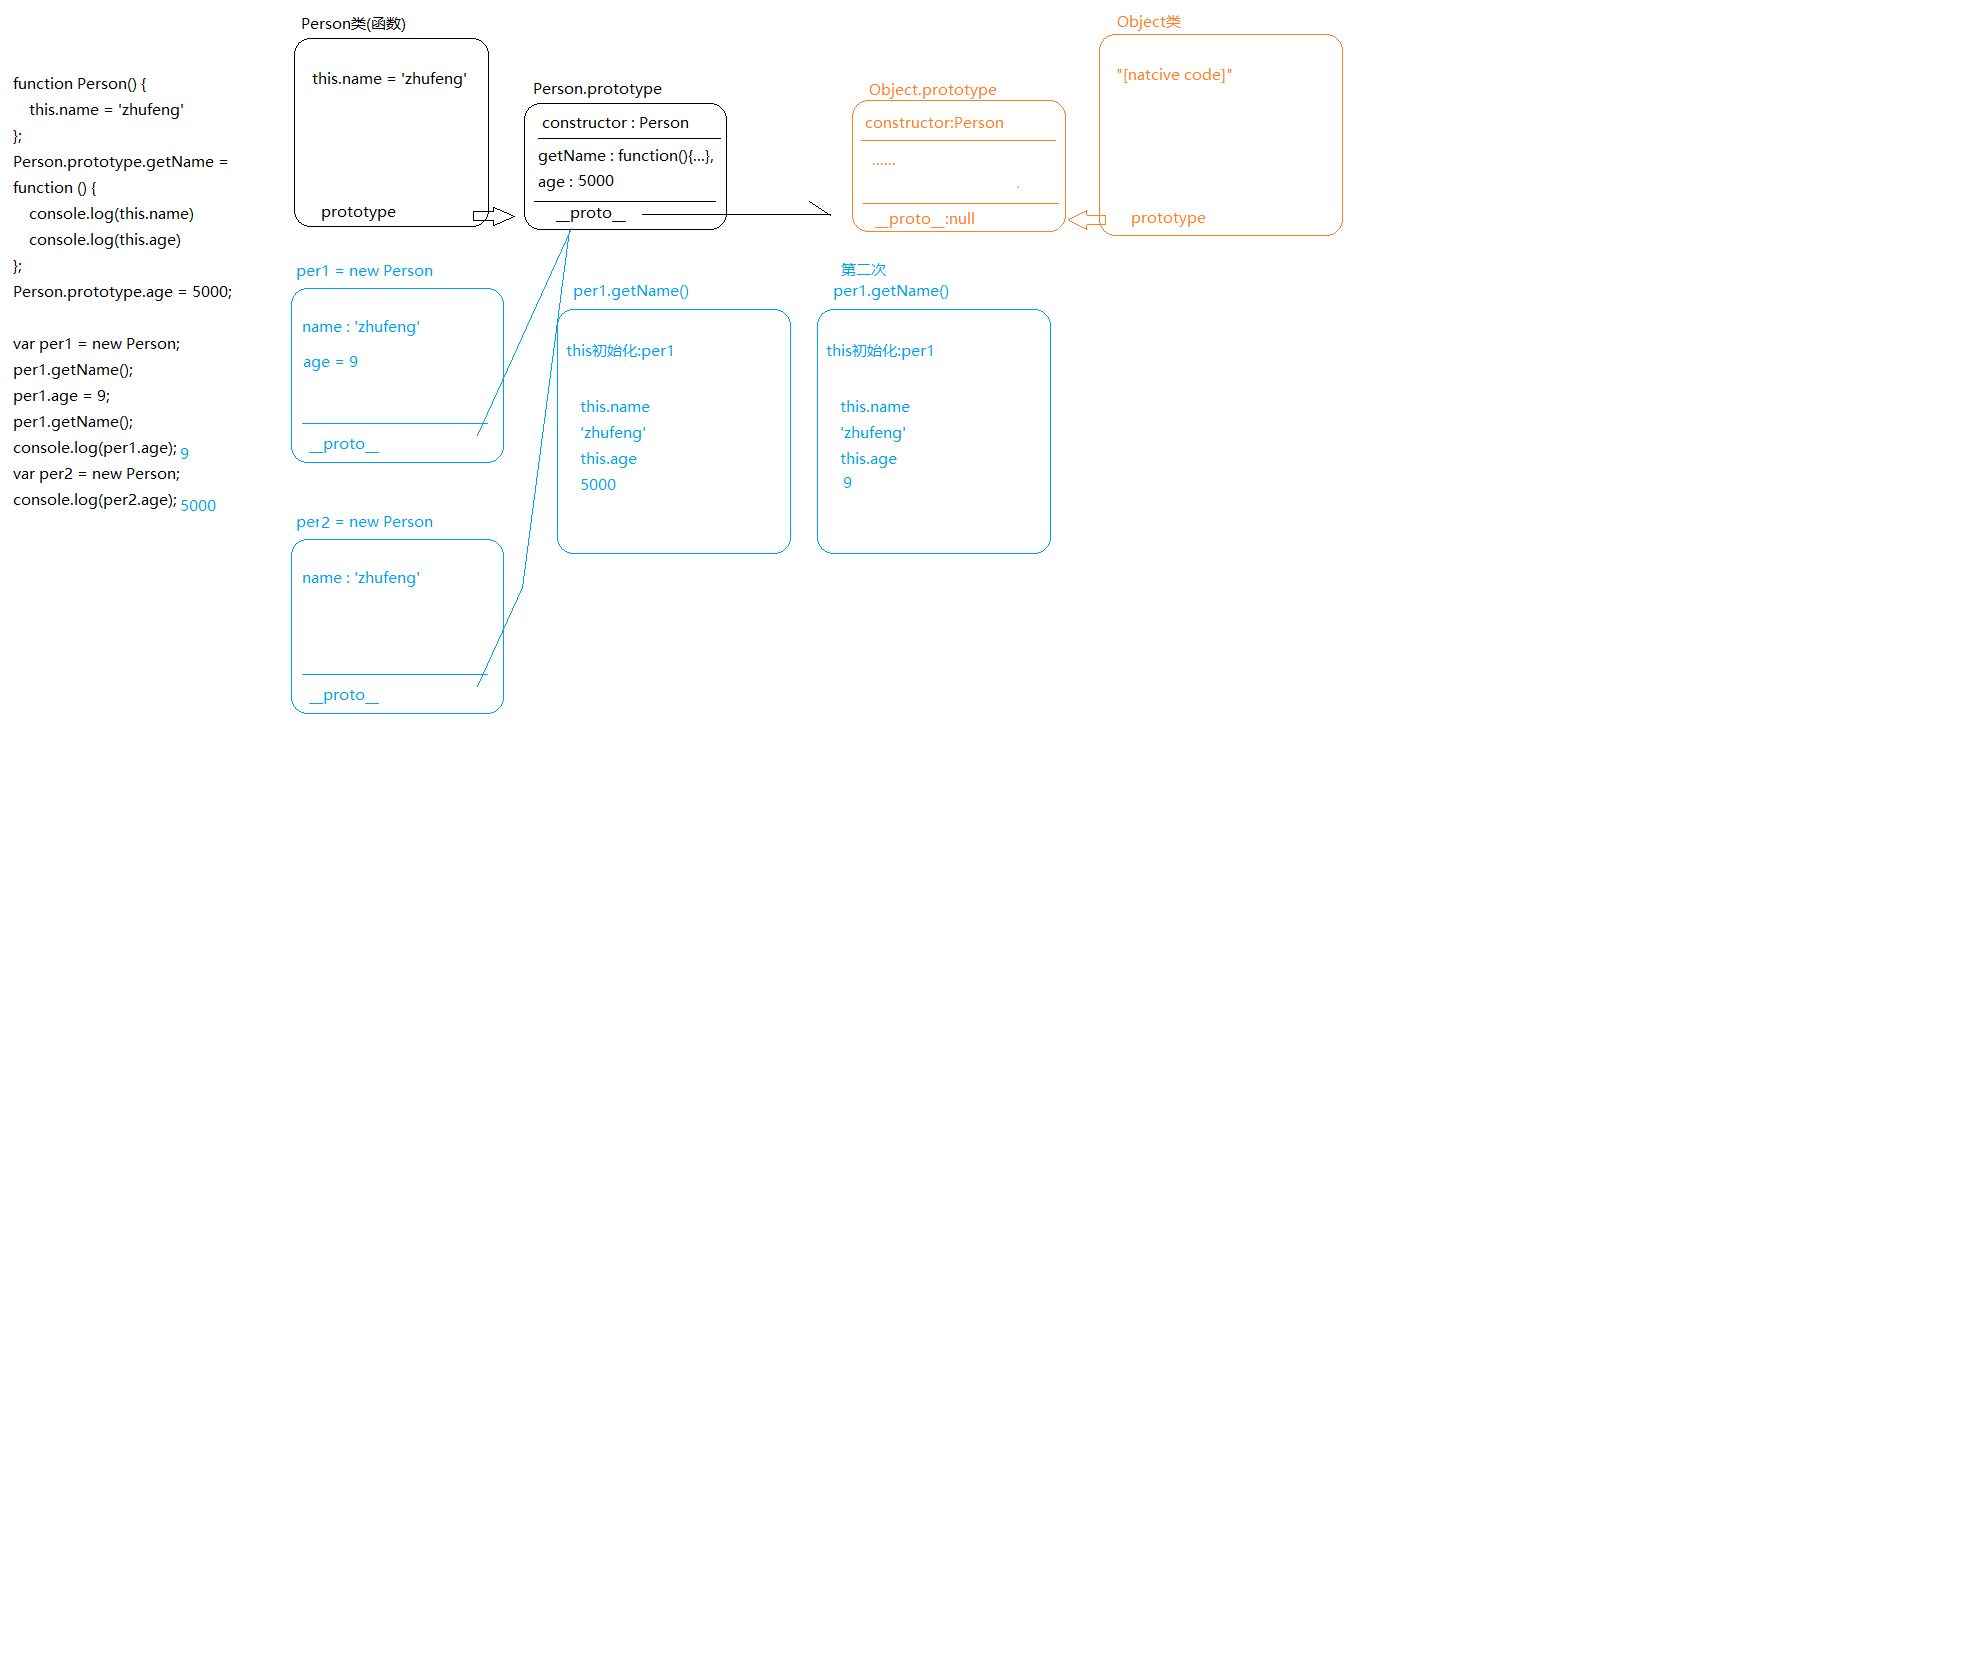 function Person() {
this.name = 'zhufeng'
};
Person.prototype.getName =
function () {
console.log(this.name)
console.log(this.age)
};
Person.prototype.age = 5000;
var per1 = new Person;
per1.getName();
per1.age = 9;
per1.getName();
console.log(per1.age); 9
var per2 = new Person;
console.log(per2.age); 5000
Person类(函数)
this.name = 'zhufeng'
prototype
Person.prototype
constructor : Person
getName : function(){...},
age : 5000
__proto__
Object.prototype
constructor:Person
......
__proto__:null
Object类
"[natcive code]"
prototype
per1 = new Person
name : 'zhufeng'
age = 9
__proto__
per1.getName()
this初始化:per1
this.name
'zhufeng'
this.age
5000
第二次
per1.getName()
this初始化:per1
this.name
'zhufeng'
this.age
9
per2 = new Person
name : 'zhufeng'
__proto__